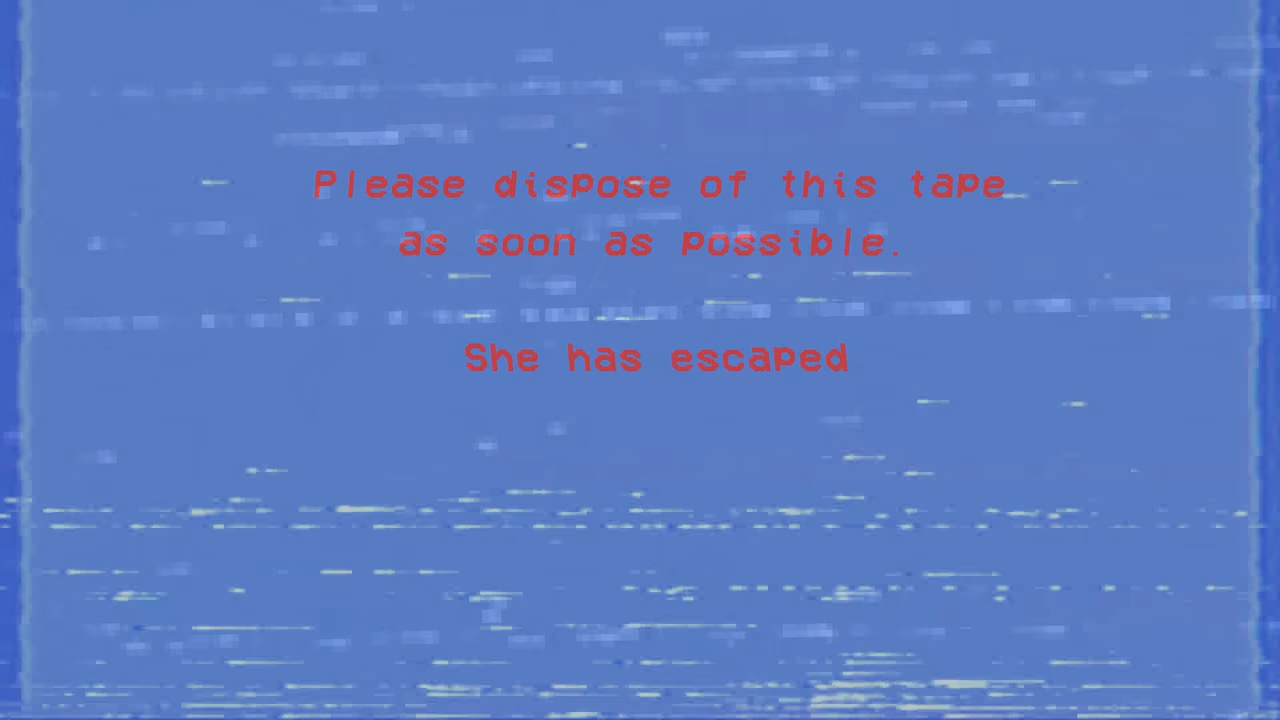 Please dispose of this tape
as soon as possible.
She has escaped